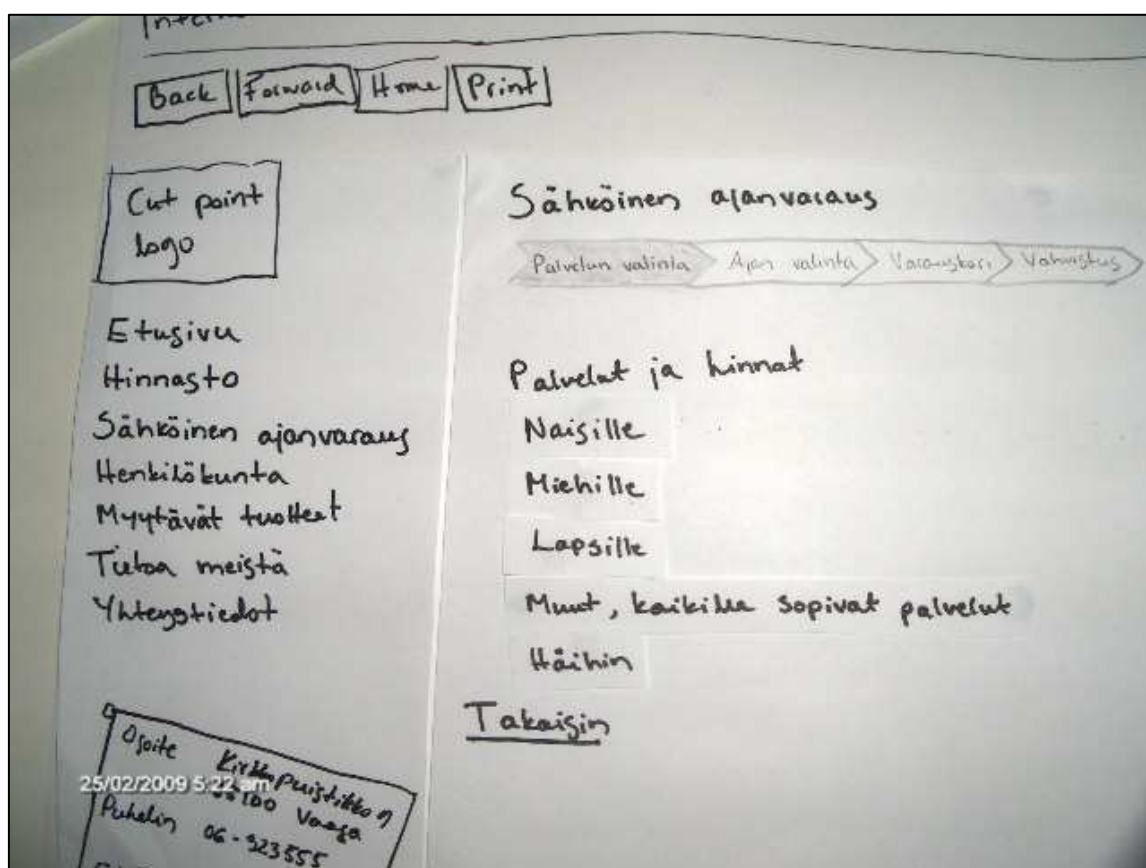 Back Forward Home Print
Cut point
logo
Etusivu
Hinnasto
Sähköinen ajanvaraus
Henkilökunta
Myytävät tuotteet
Tietoa meistä
Yhteystiedot
Osoite Kirkkopuistikko
Vaasa
Puhelin 06-323555
25/02/2009 5:22 am
Sähköinen ajanvaraus
Palvelun valinta Ajan valinta Varauskori Vahvistus
Palvelut ja hinnat
Naisille
Miehille
Lapsille
Muut, kaikille sopivat palvelut
Häihin
Takaisin